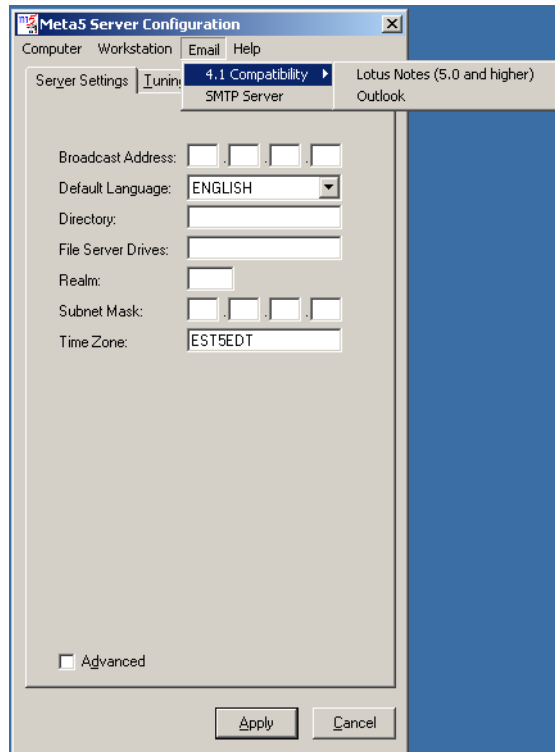 Meta5 Server Configuration
Computer Workstation Email Help
4.1 Compatibility
SMTP Server
Lotus Notes (5.0 and higher)
Outlook
Server Settings
Broadcast Address: . . .
Default Language: ENGLISH
Directory:
File Server Drives:
Realm:
Subnet Mask: . . .
Time Zone: EST5EDT
Advanced
Apply Cancel